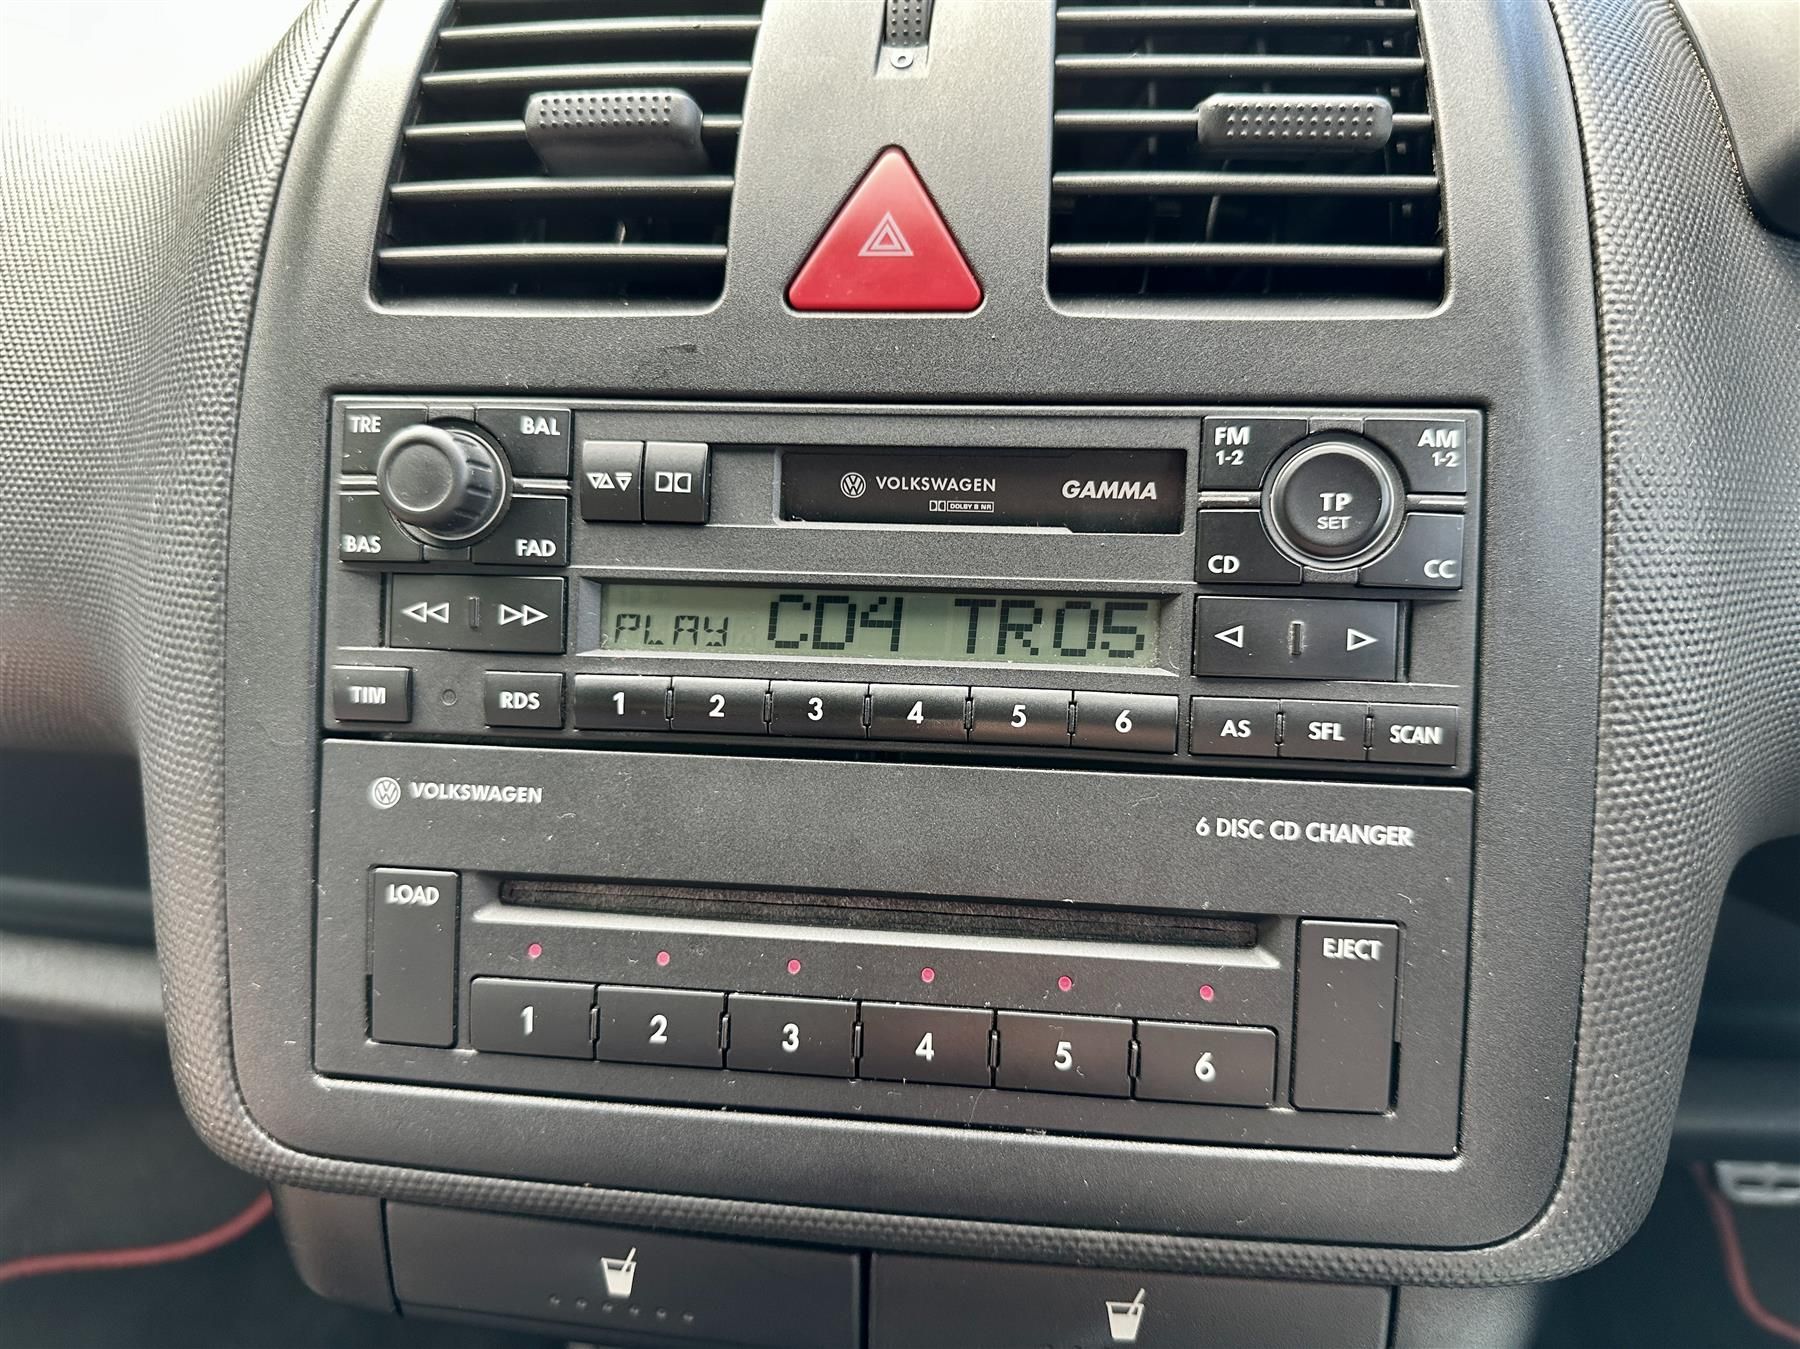 TRE BAL
BAS FAD
VOLKSWAGEN
DOLBY B NR
GAMMA
FM 1-2
AM 1-2
TP SET
CD CC
PLAY CD4 TR05
TIM RDS 1 2 3 4 5 6 AS SFL SCAN
VOLKSWAGEN
6 DISC CD CHANGER
LOAD
EJECT
1 2 3 4 5 6